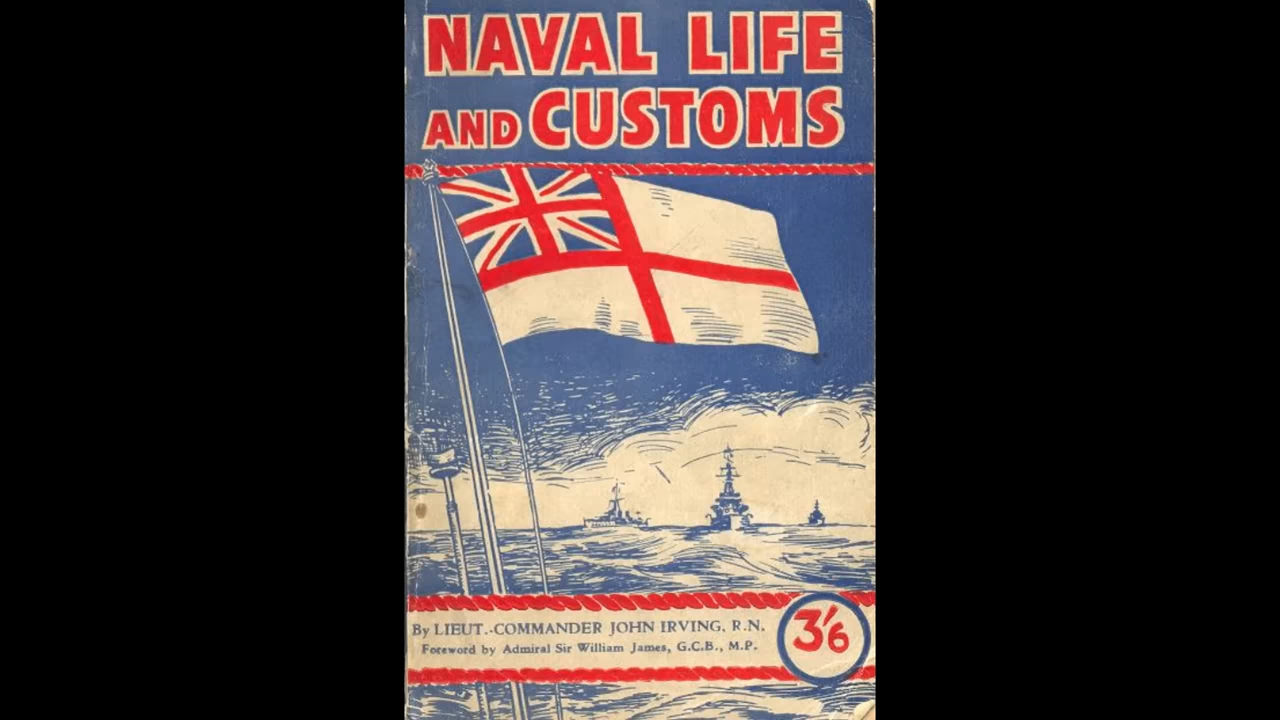 NAVAL LIFE
AND CUSTOMS
By LIEUT.-COMMANDER JOHN IRVING, R.N.
Foreword by Admiral Sir William James, G.C.B., M.P.
3'6